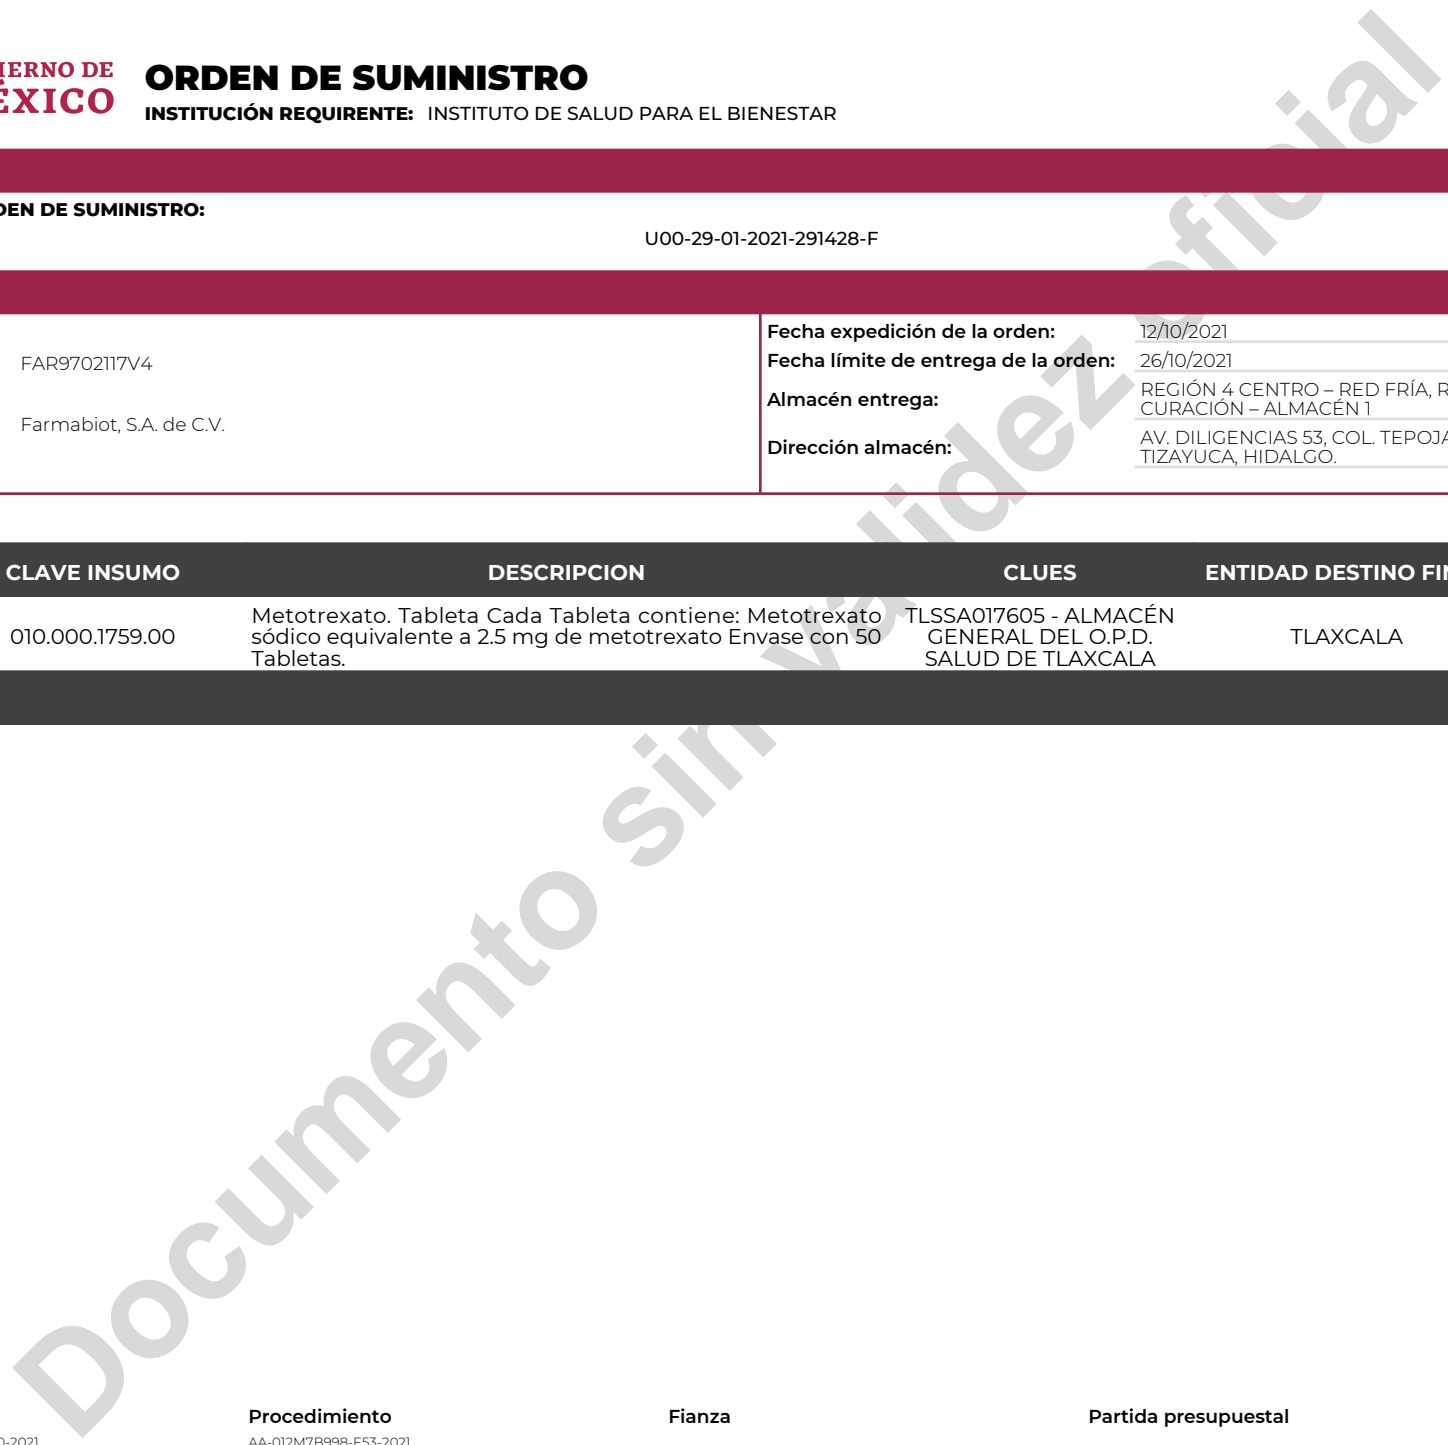 ORDEN DE SUMINISTRO
INSTITUCIÓN REQUIRENTE: INSTITUTO DE SALUD PARA EL BIENESTAR
DE
XICO
DE SUMINISTRO:
U00-29-01-2021-291428-F
FAR9702117V4
Farmabiot, S.A. de C.V.
Fecha expedición de la orden: 12/10/2021
Fecha límite de entrega de la orden: 26/10/2021
Almacén entrega: REGIÓN 4 CENTRO – RED FRÍA,
CURACIÓN – ALMACÉN 1
Dirección almacén: AV. DILIGENCIAS 53, COL.
TIZAYUCA, HIDALGO.
CLAVE INSUMO DESCRIPCION CLUES ENTIDAD DESTINO
010.000.1759.00
Metotrexato. Tableta Cada Tableta contiene: Metotrexato
sódico equivalente a 2.5 mg de metotrexato Envase con 50
Tabletas.
TLSSA017605 - ALMACÉN
GENERAL DEL O.P.D.
SALUD DE TLAXCALA
TLAXCALA
Documento sin validez oficial
Procedimiento Fianza Partida presupuestal
AA-012M7B998-E53-2021